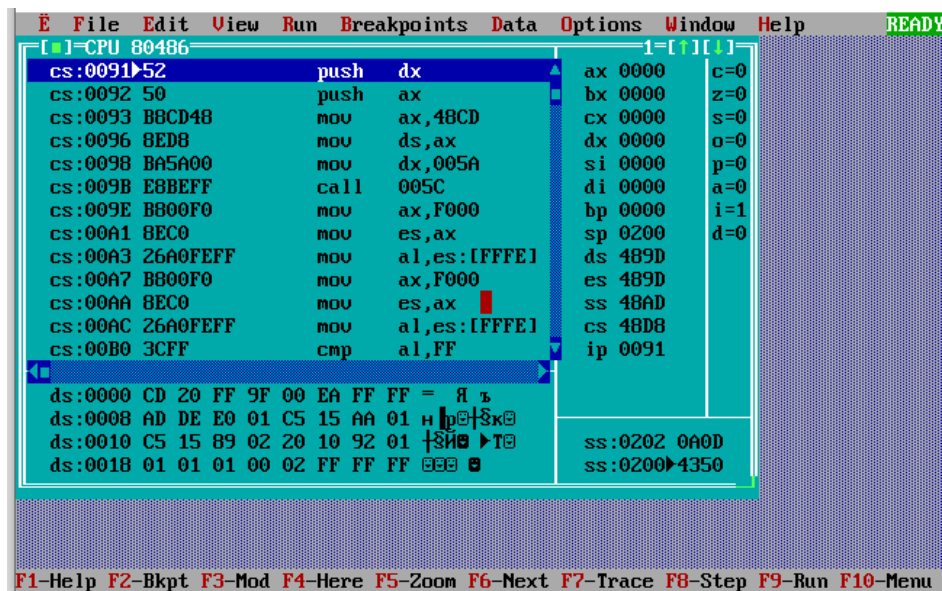 Ë File Edit View Run Breakpoints Data Options Window Help READY
[■]=CPU 80486 1=[↑][↓]
cs:0091►52 push dx ax 0000 c=0
cs:0092 50 push ax bx 0000 z=0
cs:0093 B8CD48 mov ax,48CD cx 0000 s=0
cs:0096 8ED8 mov ds,ax dx 0000 o=0
cs:0098 BA5A00 mov dx,005A si 0000 p=0
cs:009B E8BEFF call 005C di 0000 a=0
cs:009E B800F0 mov ax,F000 bp 0000 i=1
cs:00A1 8EC0 mov es,ax sp 0200 d=0
cs:00A3 26A0FEFF mov al,es:[FFFE] ds 489D
cs:00A7 B800F0 mov ax,F000 es 489D
cs:00AA 8EC0 mov es,ax ss 48AD
cs:00AC 26A0FEFF mov al,es:[FFFE] cs 48D8
cs:00B0 3CFF cmp al,FF ip 0091
ds:0000 CD 20 FF 9F 00 EA FF FF = Я ъ
ds:0008 AD DE E0 01 C5 15 AA 01 н▐р☺┼§к☺ ss:0202 0A0D
ds:0010 C5 15 89 02 20 10 92 01 ┼§Й☻ ►Т☺ ss:0200►4350
ds:0018 01 01 01 00 02 FF FF FF ☺☺☺ ☻
F1-Help F2-Bkpt F3-Mod F4-Here F5-Zoom F6-Next F7-Trace F8-Step F9-Run F10-Menu